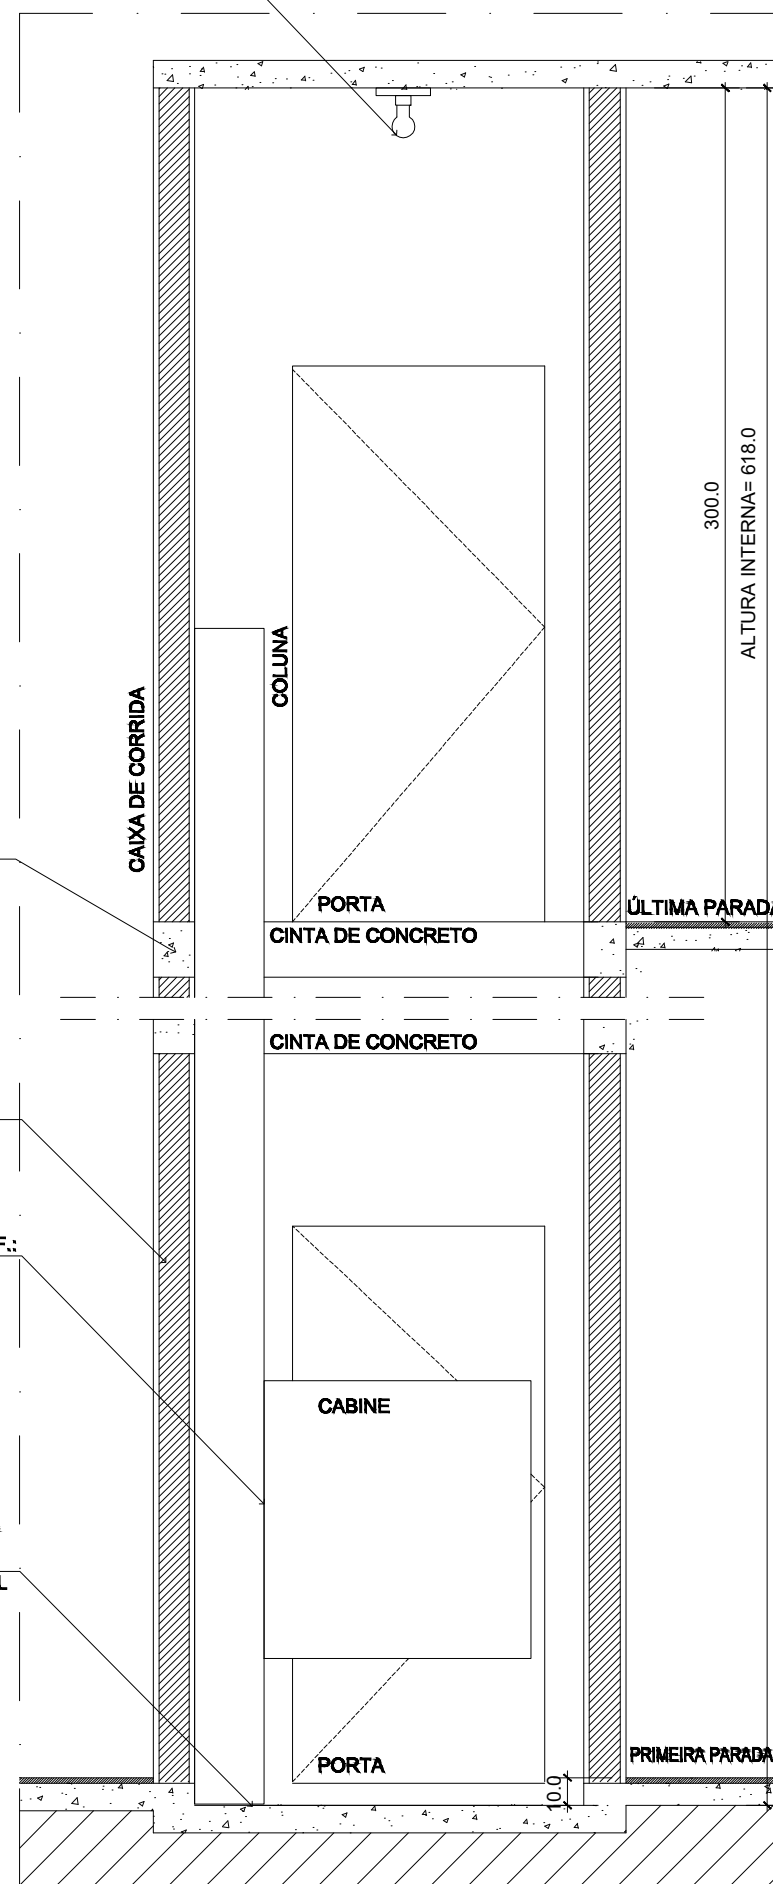 300.0
ALTURA INTERNA= 618.0
COLUNA
CAIXA DE CORRIDA
PORTA
ÚLTIMA PARADA
CINTA DE CONCRETO
CINTA DE CONCRETO
F.:
CABINE
L
PRIMEIRA PARADA
PORTA
10.0